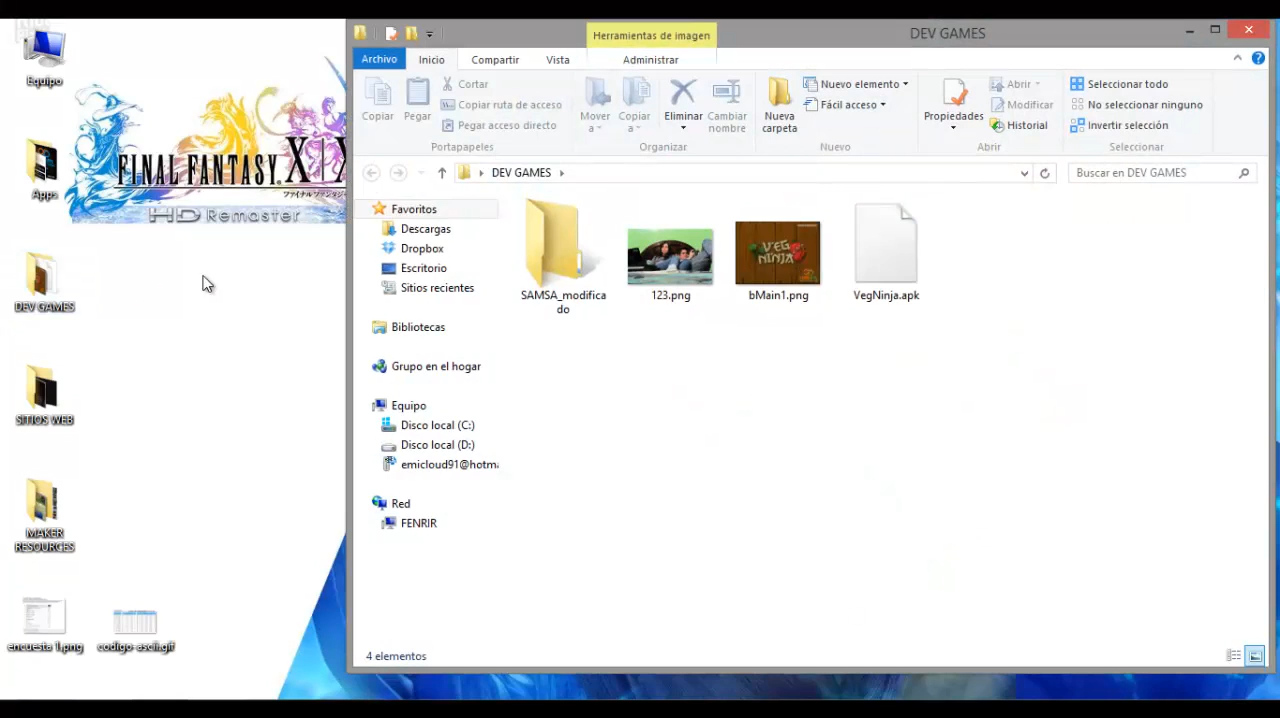 Equipo
Apps
DEV GAMES
SITIOS WEB
MAKER
RESOURCES
encuesta 1.png
codigo-ascii.gif
FINAL FANTASY X|X
HD Remaster
Herramientas de imagen
DEV GAMES
Archivo
Inicio
Compartir
Vista
Administrar
Copiar
Pegar
Cortar
Copiar ruta de acceso
Pegar acceso directo
Portapapeles
Mover
a
Copiar
a
Eliminar
Cambiar
nombre
Organizar
Nueva
carpeta
Nuevo elemento
Fácil acceso
Nuevo
Propiedades
Abrir
Modificar
Historial
Abrir
Seleccionar todo
No seleccionar ninguno
Invertir selección
Seleccionar
DEV GAMES
Buscar en DEV GAMES
Favoritos
Descargas
Dropbox
Escritorio
Sitios recientes
Bibliotecas
Grupo en el hogar
Equipo
Disco local (C:)
Disco local (D:)
emicloud91@hotm
Red
FENRIR
SAMSA_modifica
do
123.png
VEG
NINJA
bMain1.png
VegNinja.apk
4 elementos